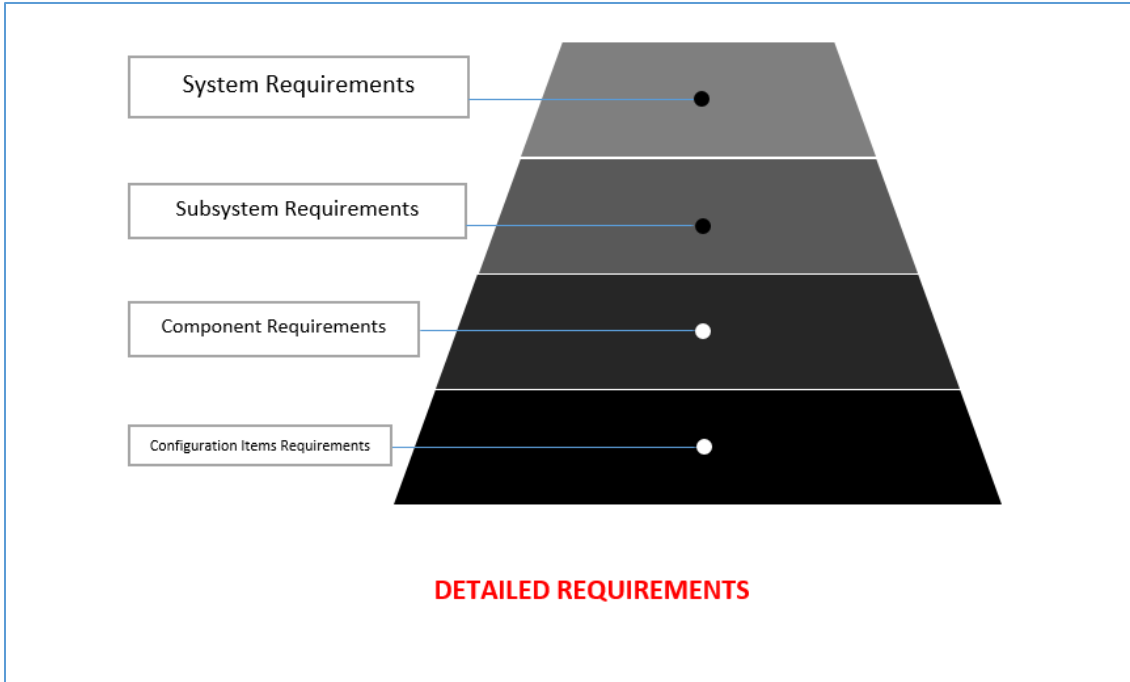 System Requirements
Subsystem Requirements
Component Requirements
Configuration Items Requirements
DETAILED REQUIREMENTS